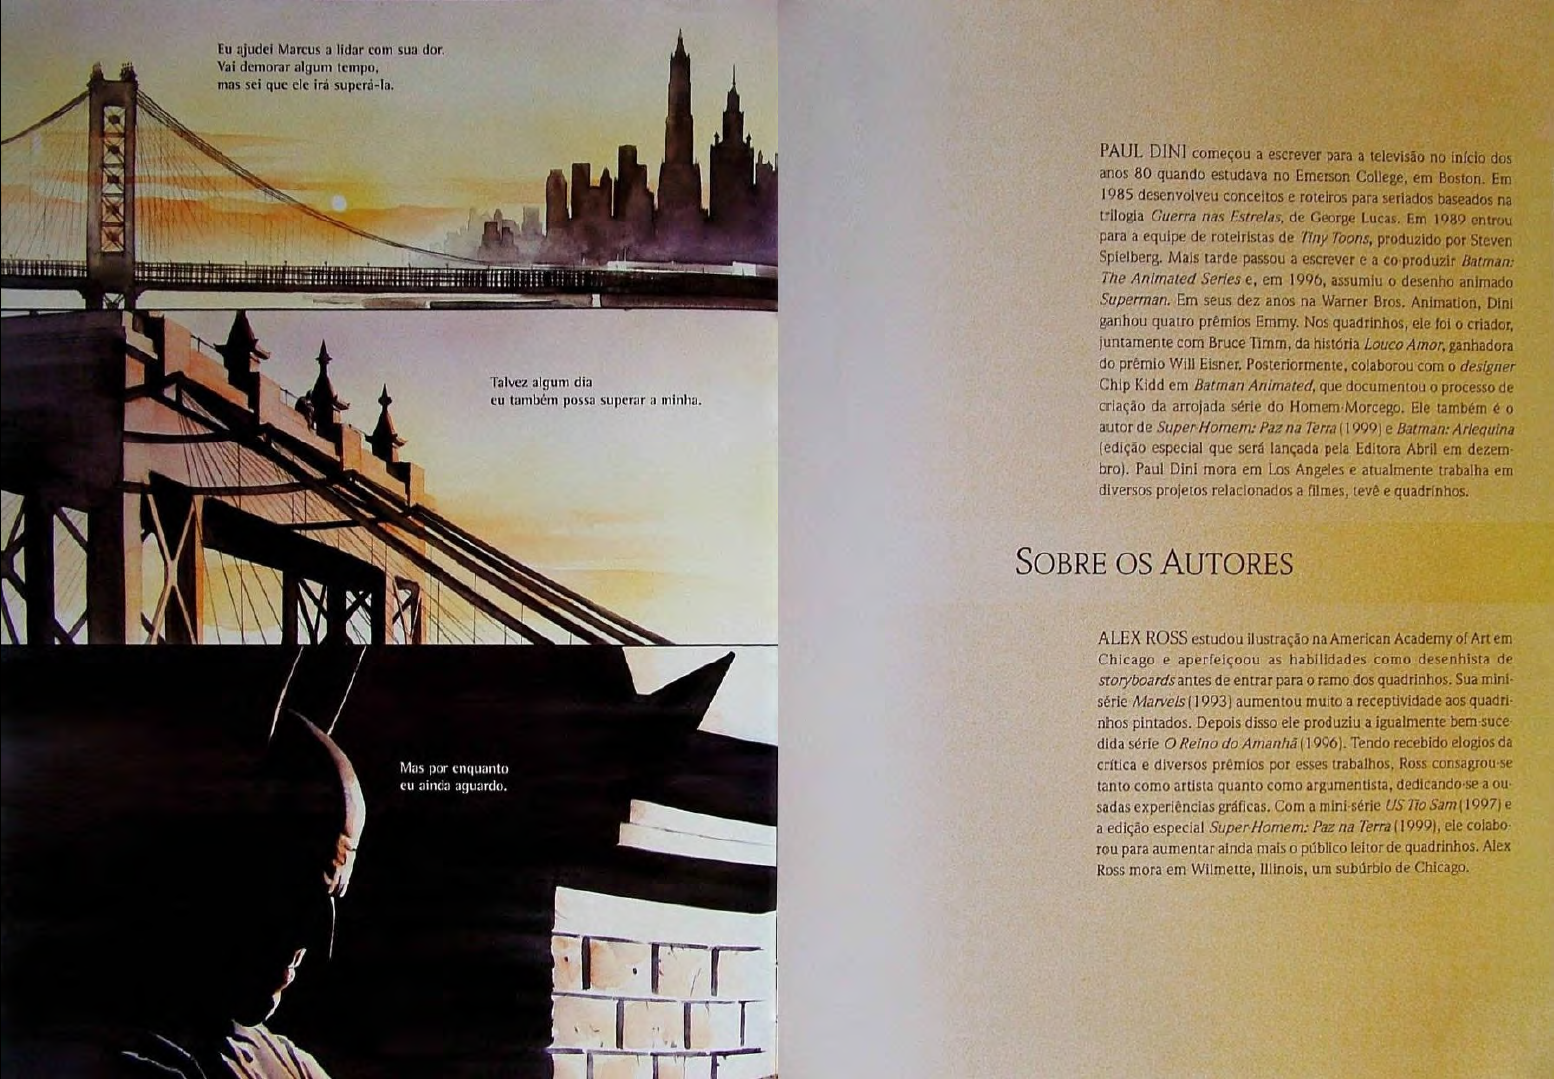 Eu ajudei Marcus a lidar com sua dor.
Vai demorar algum tempo,
mas sei que ele irá superá-la.
Talvez algum dia
eu também possa superar a minha.
Mas por enquanto
eu ainda aguardo.
PAUL DINI começou a escrever para a televisão no início dos
anos 80 quando estudava no Emerson College, em Boston. Em
1985 desenvolveu conceitos e roteiros para seriados baseados na
trilogia Guerra nas Estrelas, de George Lucas. Em 1989 entrou
para a equipe de roteiristas de Tiny Toons, produzido por Steven
Spielberg. Mais tarde passou a escrever e a co-produzir Batman:
The Animated Series e, em 1996, assumiu o desenho animado
Superman. Em seus dez anos na Warner Bros. Animation, Dini
ganhou quatro prêmios Emmy. Nos quadrinhos, ele foi o criador,
juntamente com Bruce Timm, da história Louco Amor, ganhadora
do prêmio Will Eisner. Posteriormente, colaborou com o designer
Chip Kidd em Batman Animated, que documentou o processo de
criação da arrojada série do Homem-Morcego. Ele também é o
autor de Super-Homem: Paz na Terra (1999) e Batman: Arlequina
(edição especial que será lançada pela Editora Abril em dezem-
bro). Paul Dini mora em Los Angeles e atualmente trabalha em
diversos projetos relacionados a filmes, tevê e quadrinhos.
SOBRE OS AUTORES
ALEX ROSS estudou ilustração na American Academy of Art em
Chicago e aperfeiçoou as habilidades como desenhista de
storyboards antes de entrar para o ramo dos quadrinhos. Sua mini-
série Marvels (1993) aumentou muito a receptividade aos quadri-
nhos pintados. Depois disso ele produziu a igualmente bem-suce-
dida série O Reino do Amanhã (1996). Tendo recebido elogios da
crítica e diversos prêmios por esses trabalhos, Ross consagrou-se
tanto como artista quanto como argumentista, dedicando-se a ou-
sadas experiências gráficas. Com a mini-série US Tio Sam (1997) e
a edição especial Super-Homem: Paz na Terra (1999), ele colabo-
rou para aumentar ainda mais o público leitor de quadrinhos. Alex
Ross mora em Wilmette, Illinois, um subúrbio de Chicago.